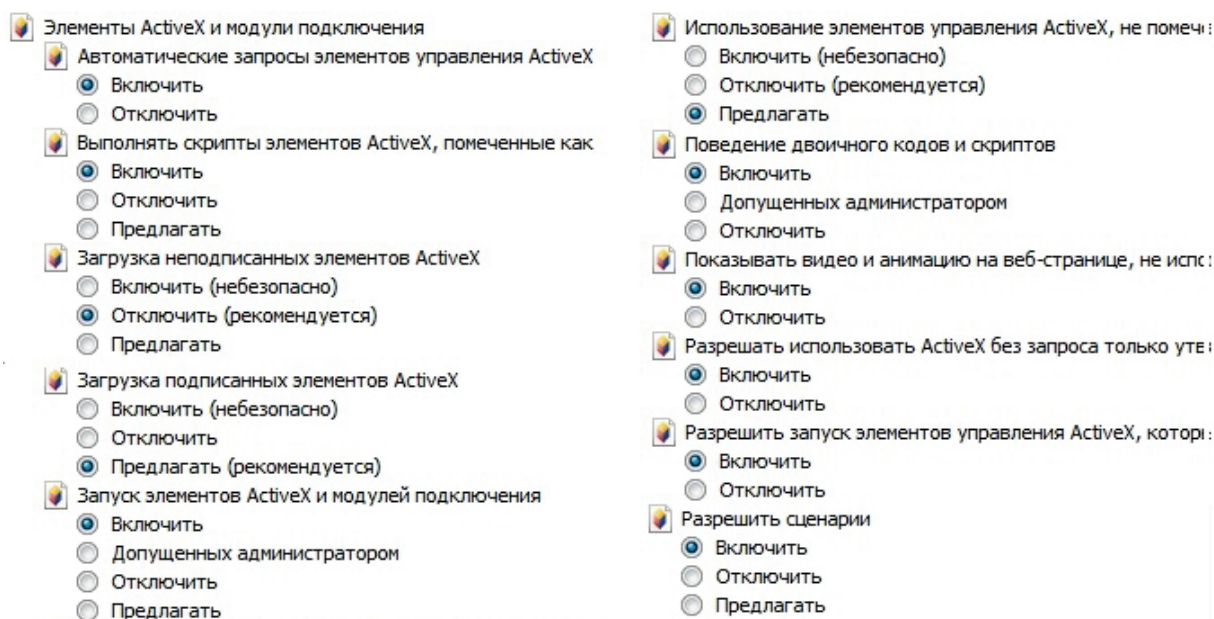 Элементы ActiveX и модули подключения
Автоматические запросы элементов управления ActiveX
Включить
Отключить
Выполнять скрипты элементов ActiveX, помеченные как
Включить
Отключить
Предлагать
Загрузка неподписанных элементов ActiveX
Включить (небезопасно)
Отключить (рекомендуется)
Предлагать
Загрузка подписанных элементов ActiveX
Включить (небезопасно)
Отключить
Предлагать (рекомендуется)
Запуск элементов ActiveX и модулей подключения
Включить
Допущенных администратором
Отключить
Предлагать
Использование элементов управления ActiveX, не
Включить (небезопасно)
Отключить (рекомендуется)
Предлагать
Поведение двоичного кодов и скриптов
Включить
Допущенных администратором
Отключить
Показывать видео и анимацию на веб-странице, не
Включить
Отключить
Разрешать использовать ActiveX без запроса только
Включить
Отключить
Разрешить запуск элементов управления ActiveX,
Включить
Отключить
Разрешить сценарии
Включить
Отключить
Предлагать